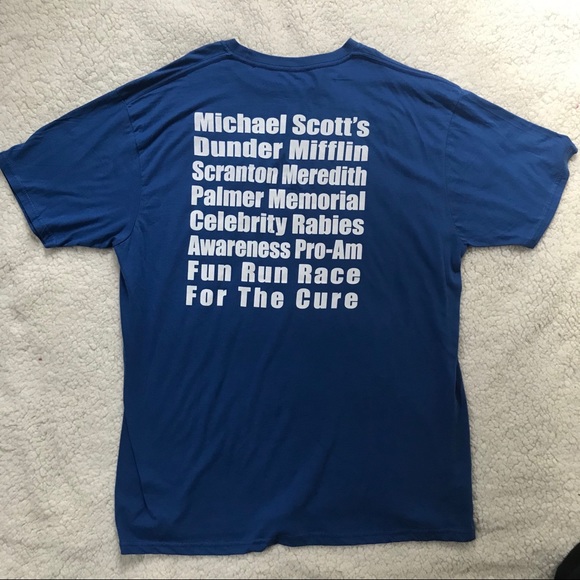 Michael Scott's
Dunder Mifflin
Scranton Meredith
Palmer Memorial
Celebrity Rabies
Awareness Pro-Am
Fun Run Race
For The Cure